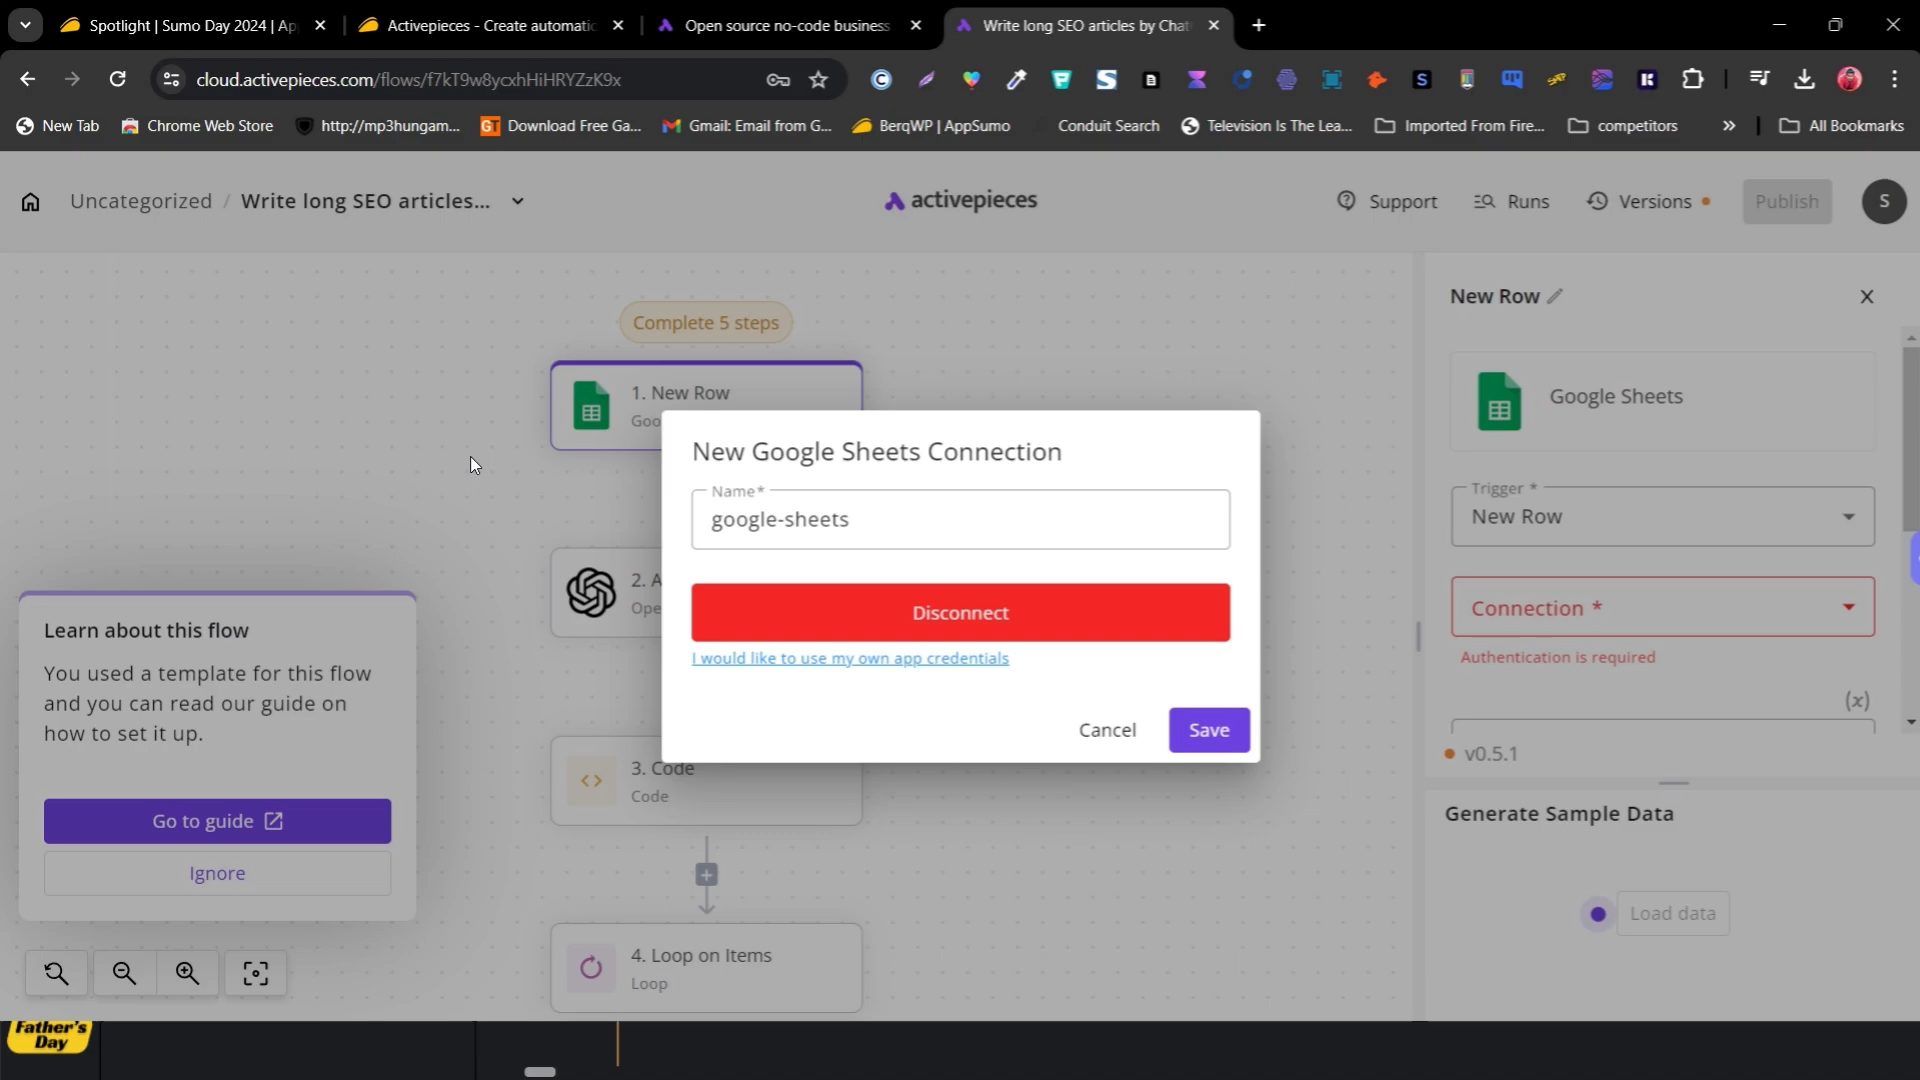 Spotlight | Sumo Day 2024 | Ap
Activepieces - Create automatic
Open source no-code business
Write long SEO articles by Chat
cloud.activepieces.com/flows/f7kT9w8ycxhHiHRYZzK9x
New Tab
Chrome Web Store
http://mp3hungam...
Download Free Ga...
Gmail: Email from G...
BerqWP | AppSumo
Conduit Search
Television Is The Lea...
Imported From Fire...
competitors
All Bookmarks
Uncategorized / Write long SEO articles...
activepieces
Support
Runs
Versions
Publish
S
Complete 5 steps
1. New Row
Goo
2. A
Ope
3. Code
Code
4. Loop on Items
Loop
New Google Sheets Connection
Name*
google-sheets
Disconnect
I would like to use my own app credentials
Cancel
Save
Learn about this flow
You used a template for this flow
and you can read our guide on
how to set it up.
Go to guide
Ignore
New Row
Google Sheets
Trigger *
New Row
Connection *
Authentication is required
(x)
v0.5.1
Generate Sample Data
Load data
Father's
Day